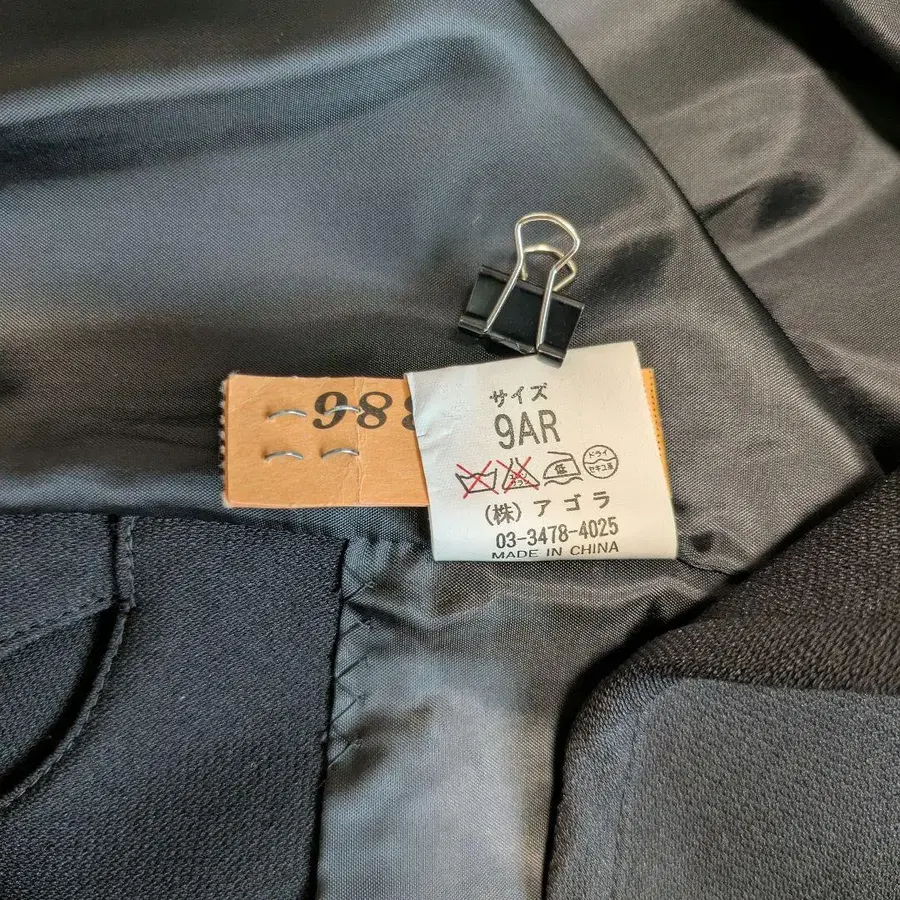 サイズ
9AR
低
ドライ
セキユ系
(株)アゴラ
03-3478-4025
MADE IN CHINA